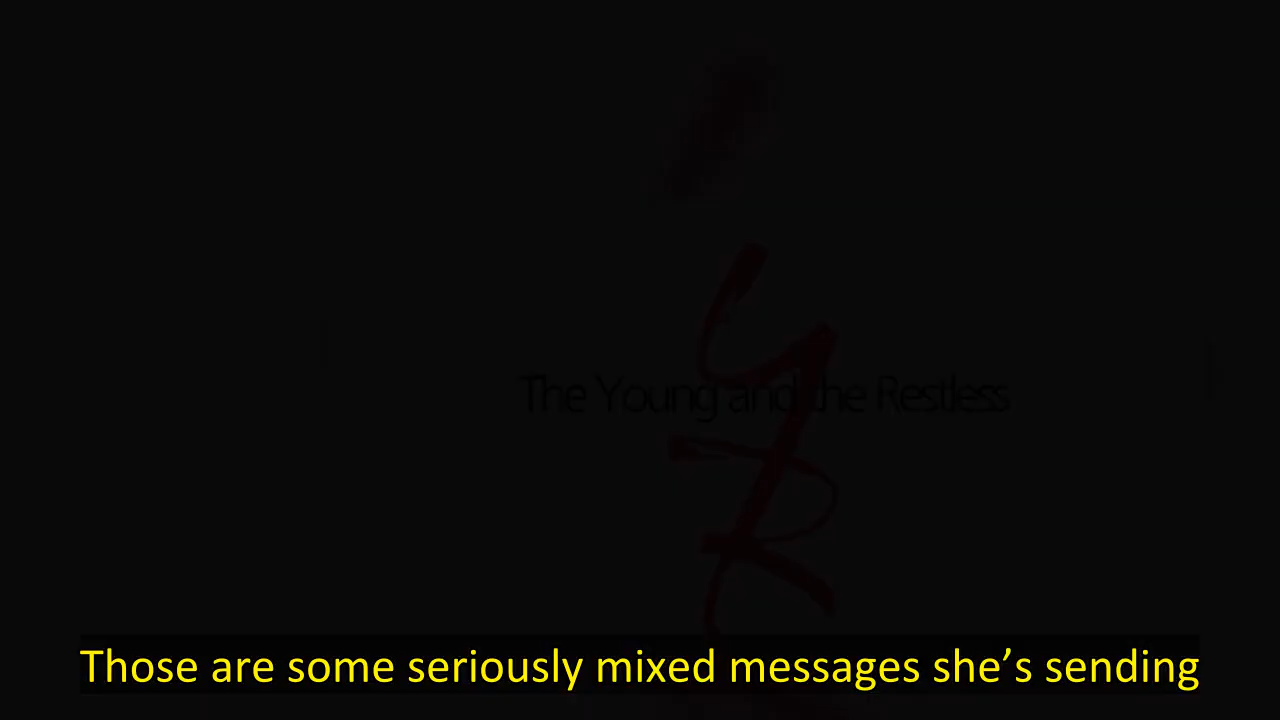 The Young and the Restless
Those are some seriously mixed messages she’s sending